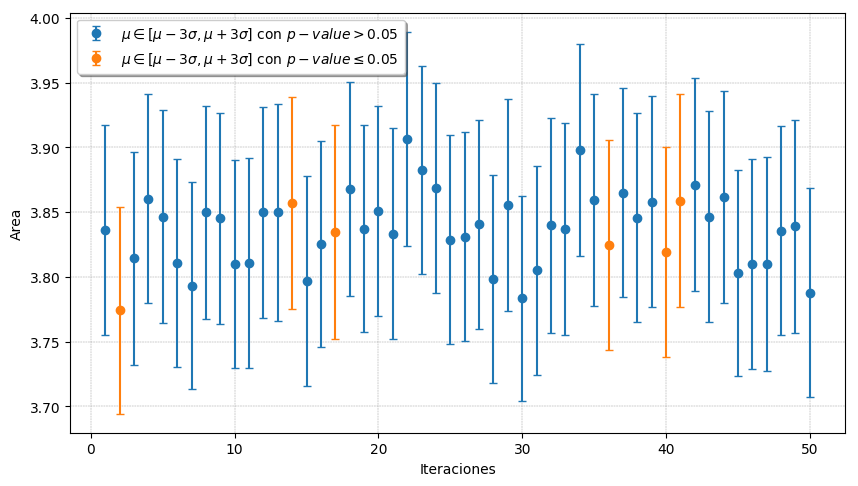 μ ∈ [μ − 3σ, μ + 3σ] con p − value > 0.05
μ ∈ [μ − 3σ, μ + 3σ] con p − value ≤ 0.05
4.00
3.95
3.90
3.85
3.80
3.75
3.70
Area
0 10 20 30 40 50
Iteraciones